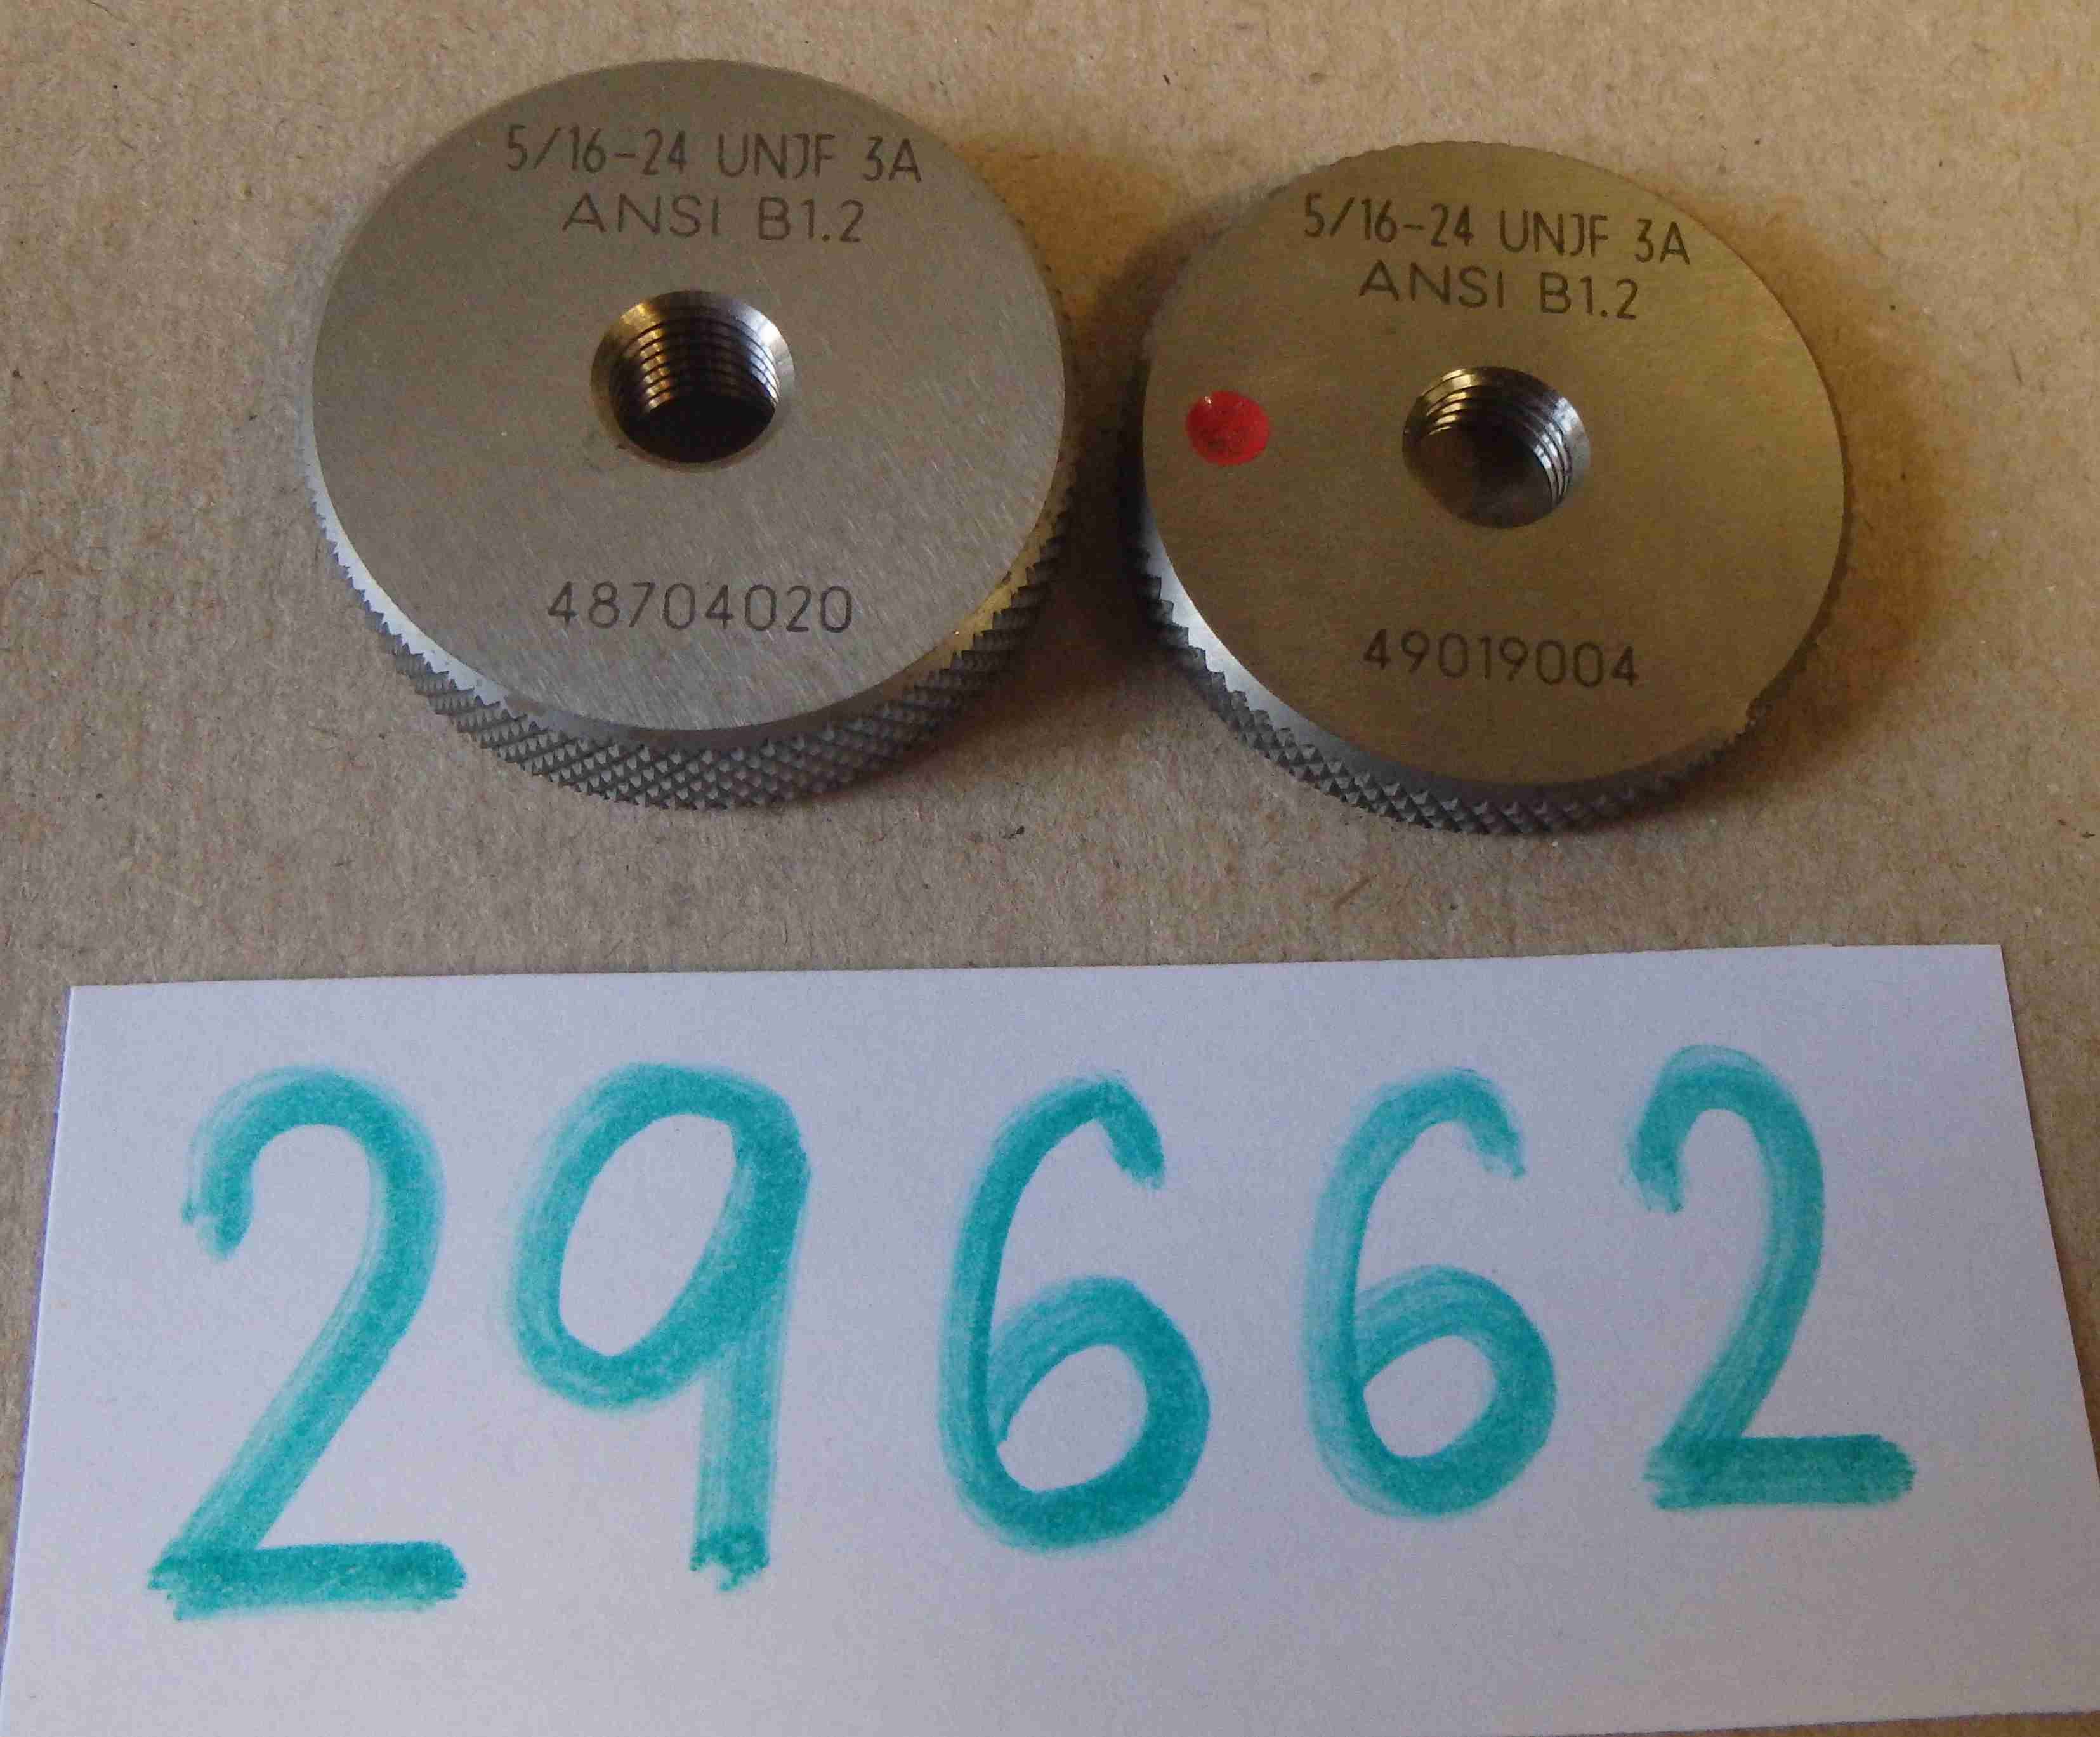 5/16-24 UNJF 3A
ANSI B1.2
48704020
5/16-24 UNJF 3A
ANSI B1.2
49019004
29662